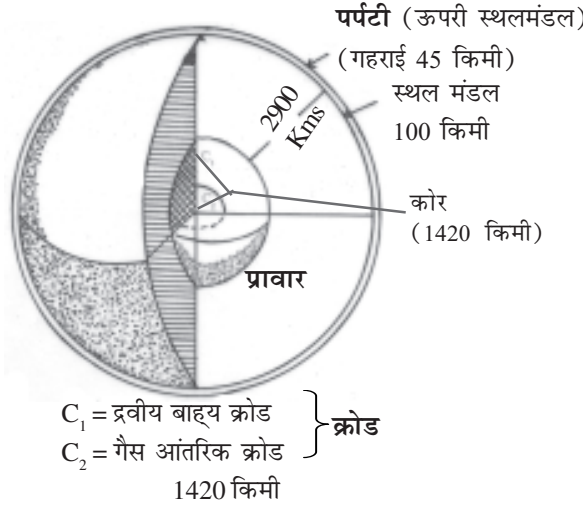 पर्पटी (ऊपरी स्थलमंडल)
(गहराई 45 किमी)
स्थल मंडल
100 किमी
2900
Kms
कोर
(1420 किमी)
प्रावार
C₁ = द्रवीय बाह्य क्रोड
C₂ = गैस आंतरिक क्रोड
क्रोड
1420 किमी